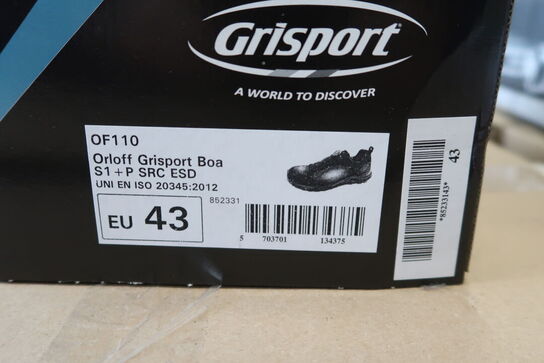 Grisport
A WORLD TO DISCOVER
OF110
Orloff Grisport Boa
S1+P SRC ESD
UNI EN ISO 20345:2012
852331
EU 43
5 703701 134375
43
*85233143*